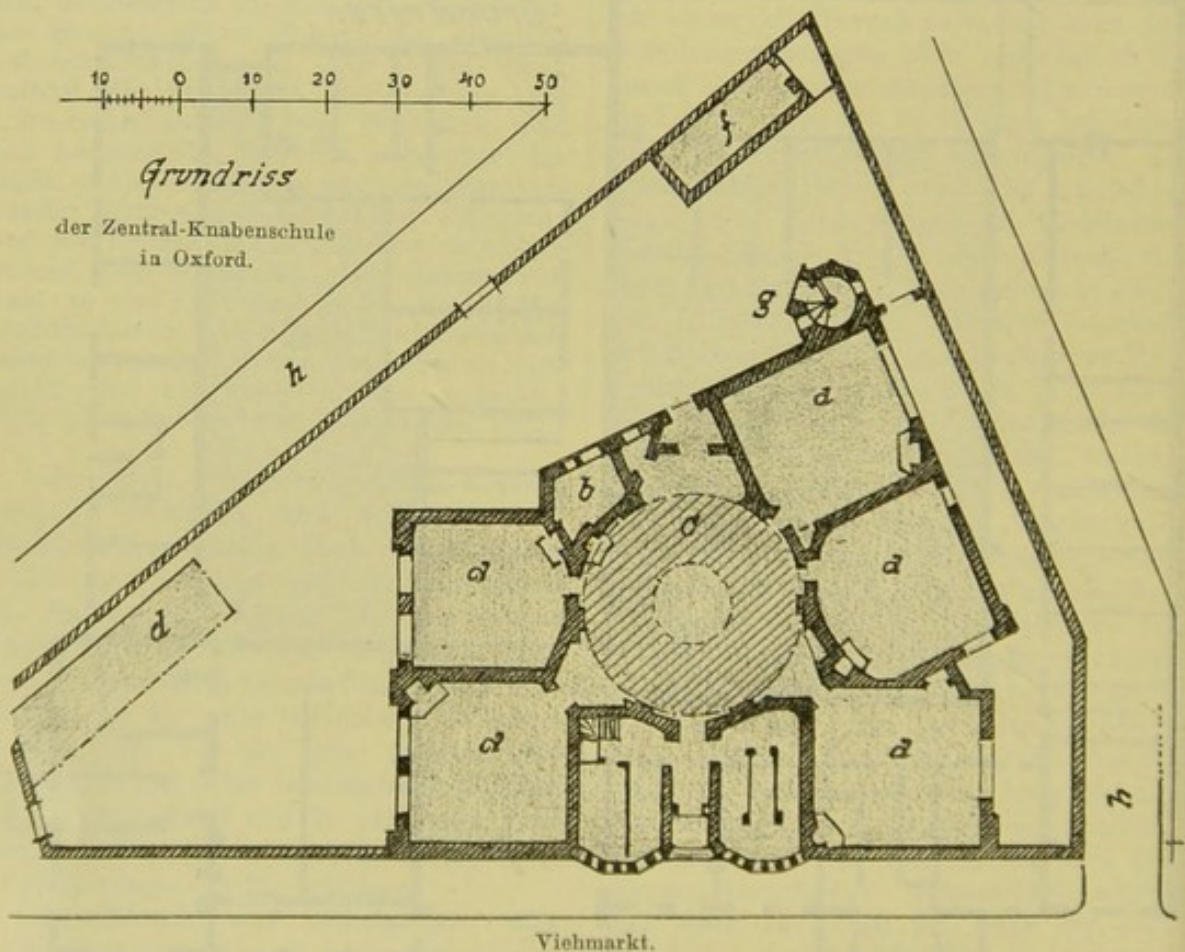 10 0 10 20 30 40 50
Grundriss
der Zentral-Knabenschule
in Oxford.
f
g
h
d
b
c
d
d
d
d
d
h
Viehmarkt.